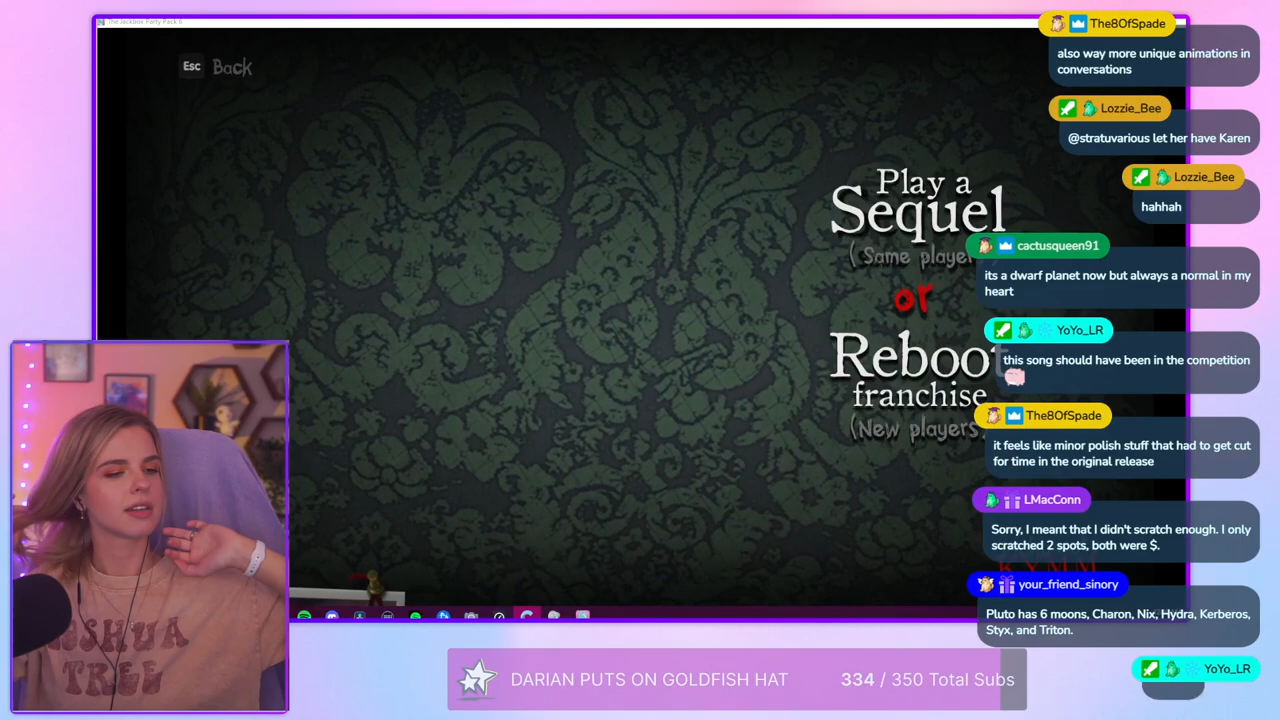 The Jackbox Party Pack 6
Esc Back
Play a
Sequel
(Same player
or
Reboot
franchise
(New players
The8OfSpade
also way more unique animations in
conversations
Lozzie_Bee
@stratuvarious let her have Karen
Lozzie_Bee
hahhah
cactusqueen91
its a dwarf planet now but always a normal in my
heart
YoYo_LR
this song should have been in the competition
The8OfSpade
it feels like minor polish stuff that had to get cut
for time in the original release
LMacConn
Sorry, I meant that I didn't scratch enough. I only
scratched 2 spots, both were $.
your_friend_sinory
Pluto has 6 moons, Charon, Nix, Hydra, Kerberos,
Styx, and Triton.
YoYo_LR
JOSHUA
TREE
DARIAN PUTS ON GOLDFISH HAT 334 / 350 Total Subs